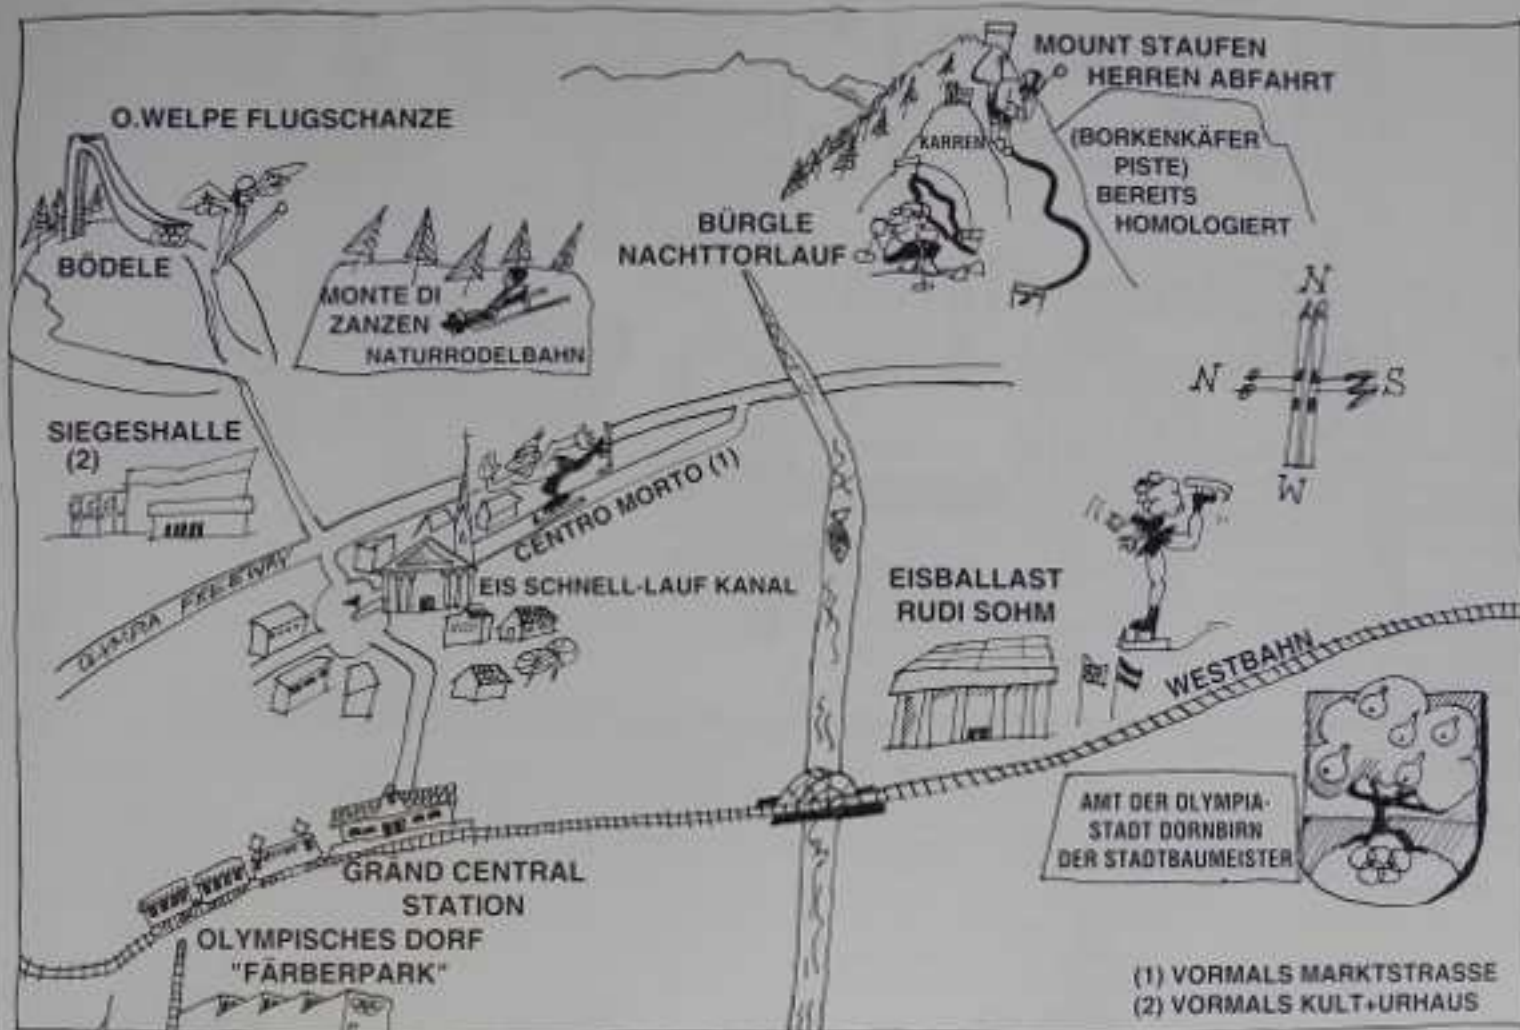 MOUNT STAUFEN
HERREN ABFAHRT
(BORKENKÄFER
PISTE)
BEREITS
HOMOLOGIERT
KARREN
O.WELPE FLUGSCHANZE
BÖDELE
BÜRGLE
NACHTTORLAUF
MONTE DI
ZANZEN
NATURRODELBAHN
N
N S
W
SIEGESHALLE
(2)
CENTRO MORTO (1)
OLYMPIA FREEWAY
EIS SCHNELL-LAUF KANAL
EISBALLAST
RUDI SOHM
WESTBAHN
AMT DER OLYMPIA-
STADT DORNBIRN
DER STADTBAUMEISTER
GRAND CENTRAL
STATION
OLYMPISCHES DORF
"FÄRBERPARK"
(1) VORMALS MARKTSTRASSE
(2) VORMALS KULT+URHAUS